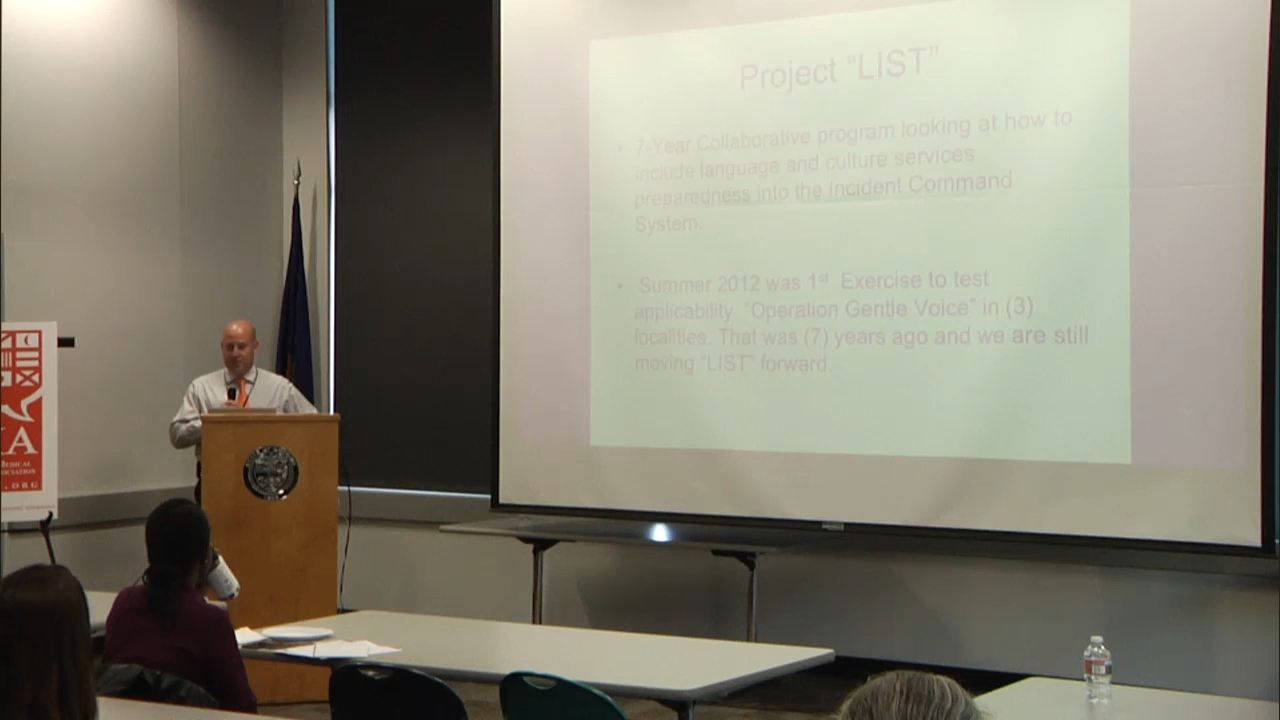 Project “LIST”
• 7-Year Collaborative program looking at how to
include language and culture services
preparedness into the Incident Command
System.
• Summer 2012 was 1st Exercise to test
applicability “Operation Gentle Voice” in (3)
localities. That was (7) years ago and we are still
moving “LIST” forward.
A
MEDICAL
.ORG